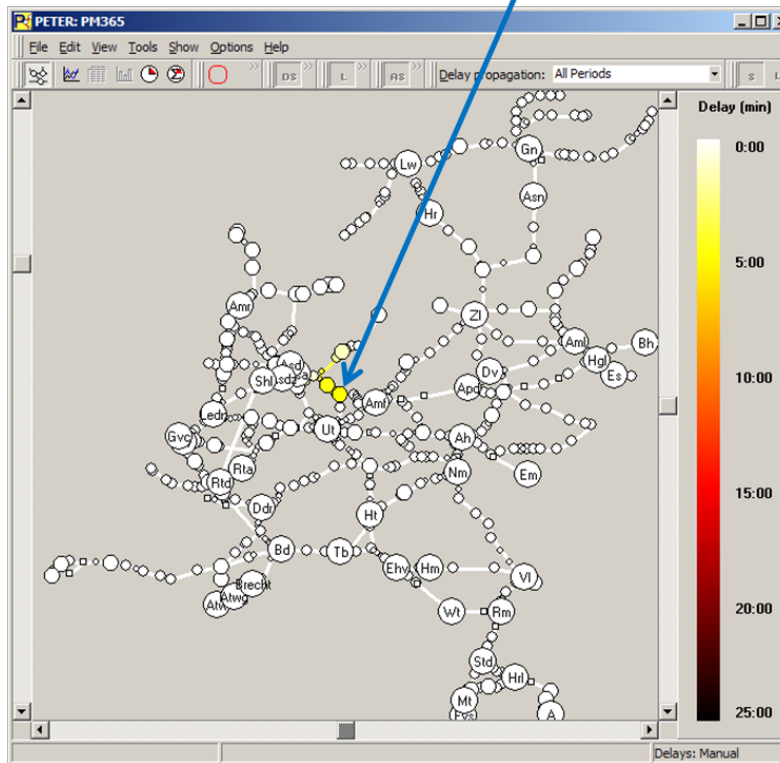 PETER: PM365
File Edit View Tools Show Options Help
DS L AS Delay propagation: All Periods S
Delay (min)
0:00
5:00
10:00
15:00
20:00
25:00
Gn
Lw
Asn
Hr
Amr
Zl
Aml
Bh
Hgl
Es
Asd
Shl
Dv
Apd
Amf
Ledn
Ut
Gvc
Ah
Rta
Nm
Em
Rtd
Ddr
Ht
Bd
Tb
Ehv
Hm
Vl
Brecht
Atwg
Atw
Wt
Rm
Std
Hrl
Mt
A
Delays: Manual